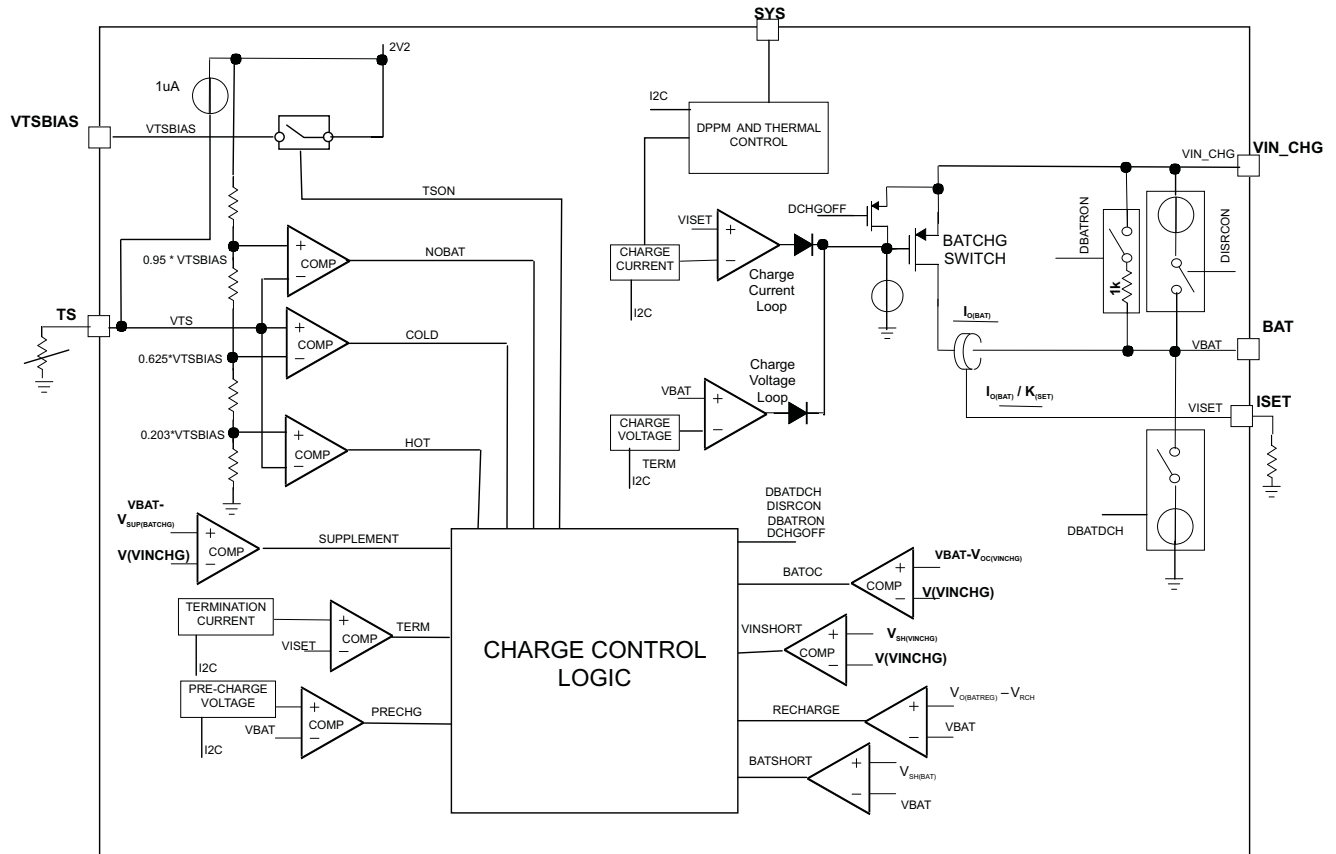 SYS
2V2
1uA
I2C
VTSBIAS
VTSBIAS
DPPM AND THERMAL
CONTROL
VIN_CHG
VIN_CHG
TSON
DCHGOFF
DBATRON
DISRCON
VISET
+
−
BATCHG
SWITCH
CHARGE
CURRENT
0.95 * VTSBIAS
+
−
COMP
NOBAT
Charge
Current
Loop
1k
I2C
TS
VTS
I_O(BAT)
BAT
VBAT
+
−
COMP
COLD
0.625*VTSBIAS
Charge
Voltage
Loop
VBAT
+
−
I_O(BAT) / K_(SET)
ISET
VISET
CHARGE
VOLTAGE
0.203*VTSBIAS
+
−
COMP
HOT
TERM
I2C
VBAT-
V_SUP(BATCHG)
V(VINCHG)
+
−
COMP
SUPPLEMENT
DBATDCH
DISRCON
DBATRON
DCHGOFF
DBATDCH
BATOC
COMP
+
−
VBAT-V_OC(VINCHG)
V(VINCHG)
TERMINATION
CURRENT
VISET
I2C
+
−
COMP
TERM
CHARGE CONTROL
LOGIC
VINSHORT
COMP
+
−
V_SH(VINCHG)
V(VINCHG)
PRE-CHARGE
VOLTAGE
VBAT
I2C
+
−
COMP
PRECHG
RECHARGE
+
−
V_O(BATREG) – V_RCH
VBAT
BATSHORT
+
−
V_SH(BAT)
VBAT